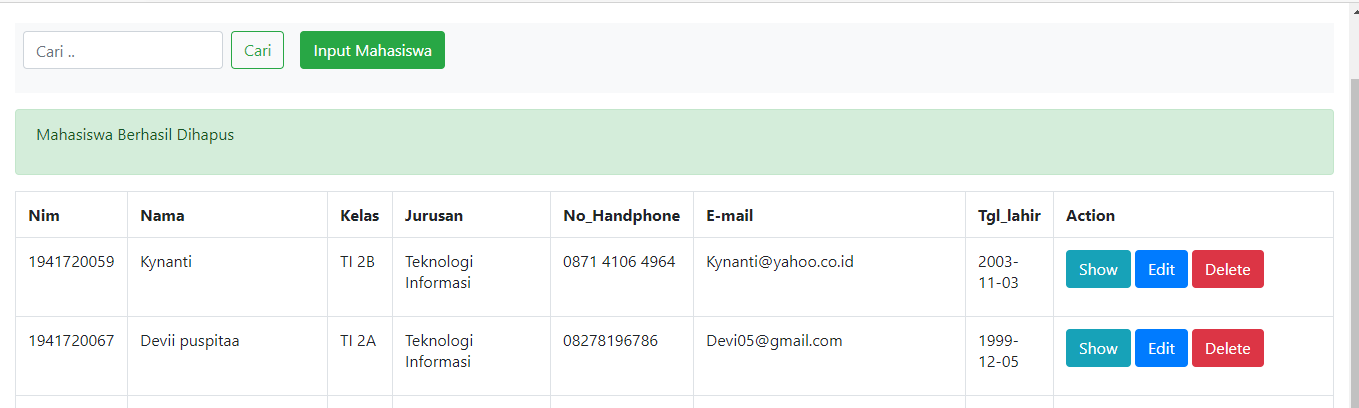 Cari .. Cari Input Mahasiswa
Mahasiswa Berhasil Dihapus
Nim Nama Kelas Jurusan No_Handphone E-mail Tgl_lahir Action
1941720059 Kynanti TI 2B Teknologi 0871 4106 4964 Kynanti@yahoo.co.id 2003- Show Edit Delete
Informasi 11-03
1941720067 Devii puspitaa TI 2A Teknologi 08278196786 Devi05@gmail.com 1999- Show Edit Delete
Informasi 12-05